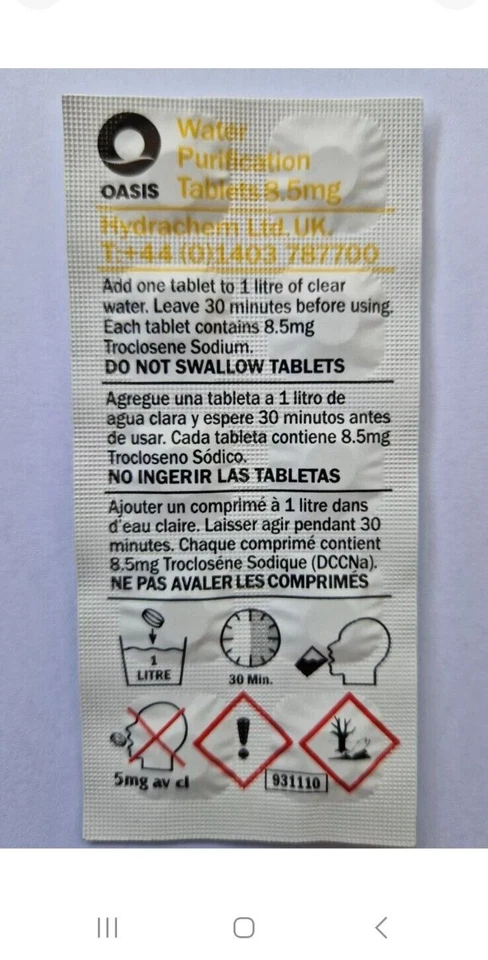 Water
Purification
OASIS Tablets 8.5mg
Hydrachem Ltd. UK.
T:+44 (0)1403 787700
Add one tablet to 1 litre of clear
water. Leave 30 minutes before using.
Each tablet contains 8.5mg
Troclosene Sodium.
DO NOT SWALLOW TABLETS
Agregue una tableta a 1 litro de
agua clara y espere 30 minutos antes
de usar. Cada tableta contiene 8.5mg
Trocloseno Sódico.
NO INGERIR LAS TABLETAS
Ajouter un comprimé à 1 litre dans
d'eau claire. Laisser agir pendant 30
minutes. Chaque comprimé contient
8.5mg Trocloséne Sodique (DCCNa).
NE PAS AVALER LES COMPRIMÉS
1
LITRE
30 Min.
5mg av cl
931110